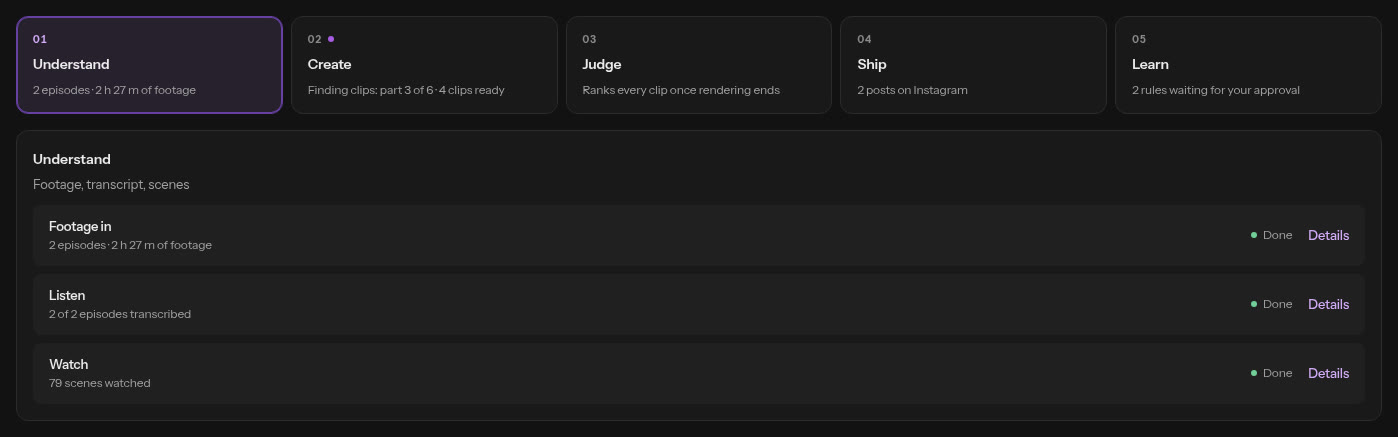 01
Understand
2 episodes · 2 h 27 m of footage
02
Create
Finding clips: part 3 of 6 · 4 clips ready
03
Judge
Ranks every clip once rendering ends
04
Ship
2 posts on Instagram
05
Learn
2 rules waiting for your approval
Understand
Footage, transcript, scenes
Footage in
2 episodes · 2 h 27 m of footage
Done
Details
Listen
2 of 2 episodes transcribed
Done
Details
Watch
79 scenes watched
Done
Details